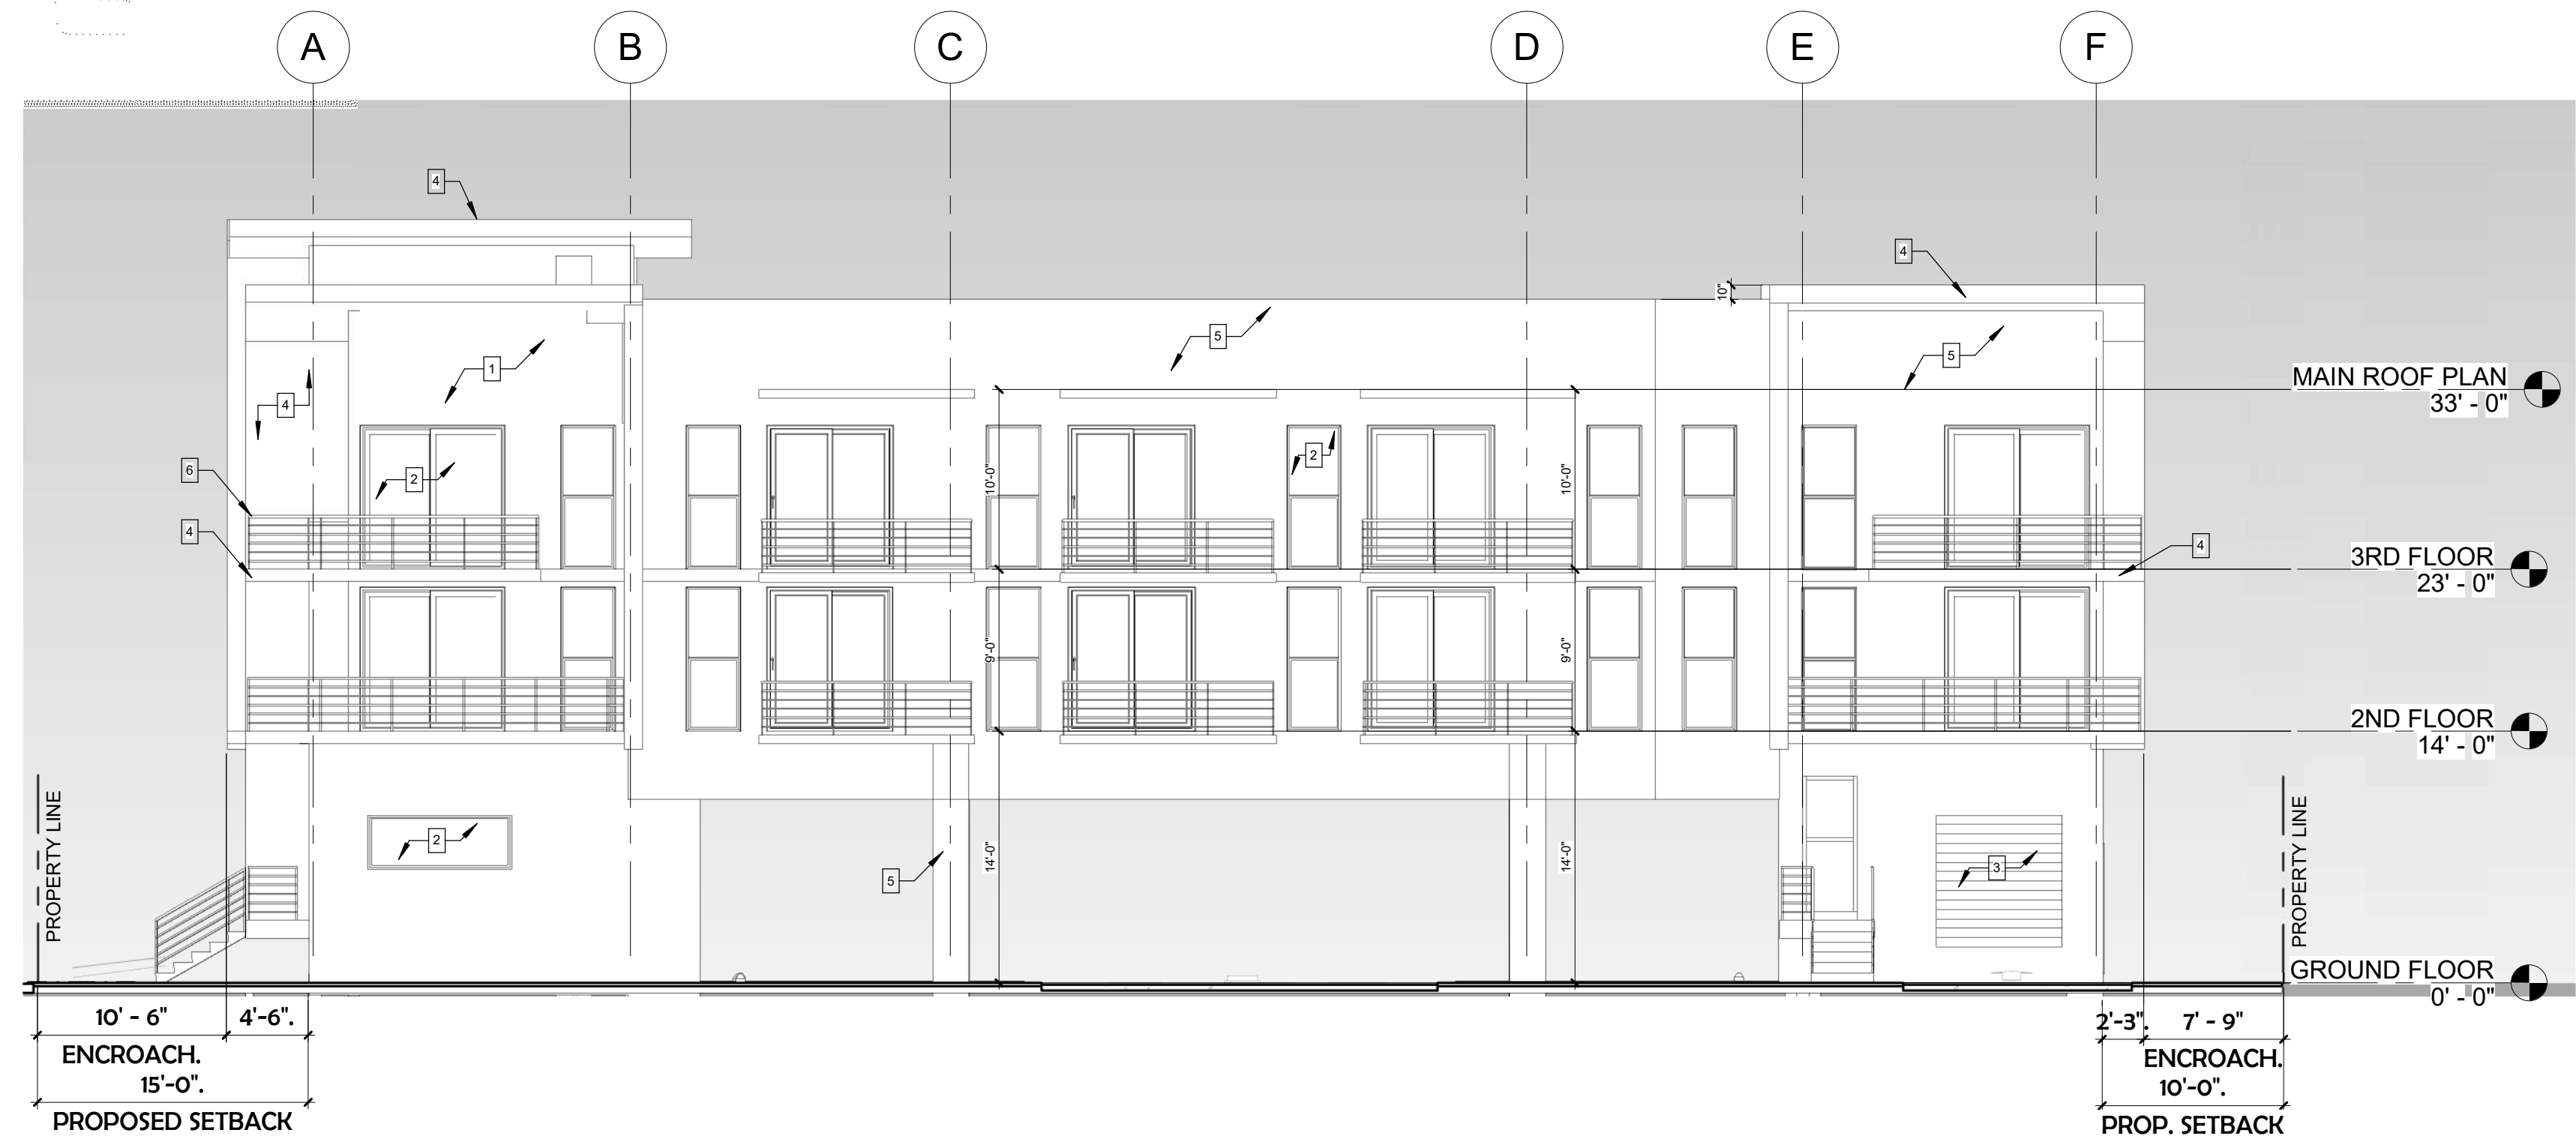 A
B
C
D
E
F
4
4
10"
5
5
1
4
MAIN ROOF PLAN
33' - 0"
6
2
2
10'-0"
10'-0"
4
4
3RD FLOOR
23' - 0"
9'-0"
9'-0"
2ND FLOOR
14' - 0"
PROPERTY LINE
2
5
14'-0"
14'-0"
3
PROPERTY LINE
GROUND FLOOR
0' - 0"
10' - 6"
4'-6".
2'-3".
7' - 9"
ENCROACH.
ENCROACH.
15'-0".
10'-0".
PROPOSED SETBACK
PROP. SETBACK